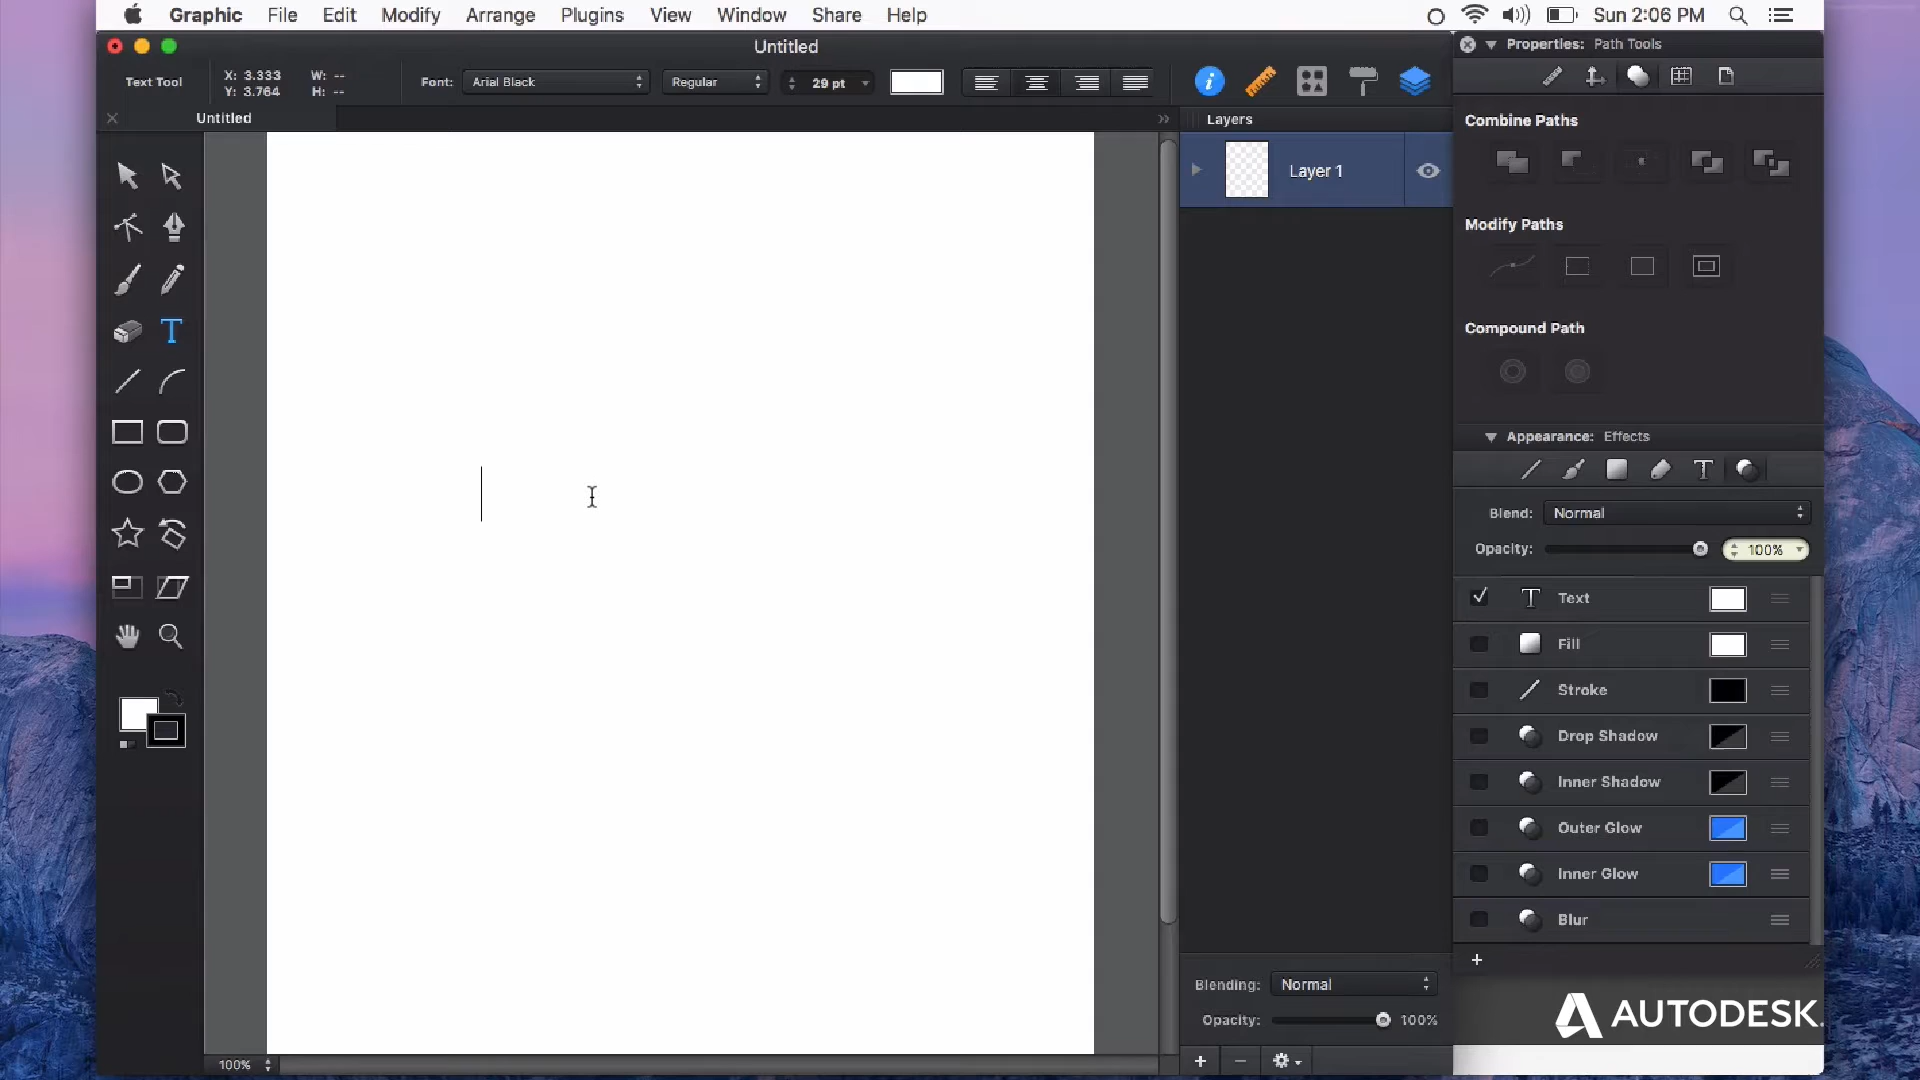 Graphic File Edit Modify Arrange Plugins View Window Share Help Sun 2:06 PM
Untitled
Properties: Path Tools
Text Tool
X: 3.333 W: --
Y: 3.764 H: --
Font: Arial Black Regular 29 pt
Untitled
Layers
Layer 1
Combine Paths
Modify Paths
Compound Path
Appearance: Effects
Blend: Normal
Opacity: 100%
Text
Fill
Stroke
Drop Shadow
Inner Shadow
Outer Glow
Inner Glow
Blur
Blending: Normal
Opacity: 100%
100%
AUTODESK.